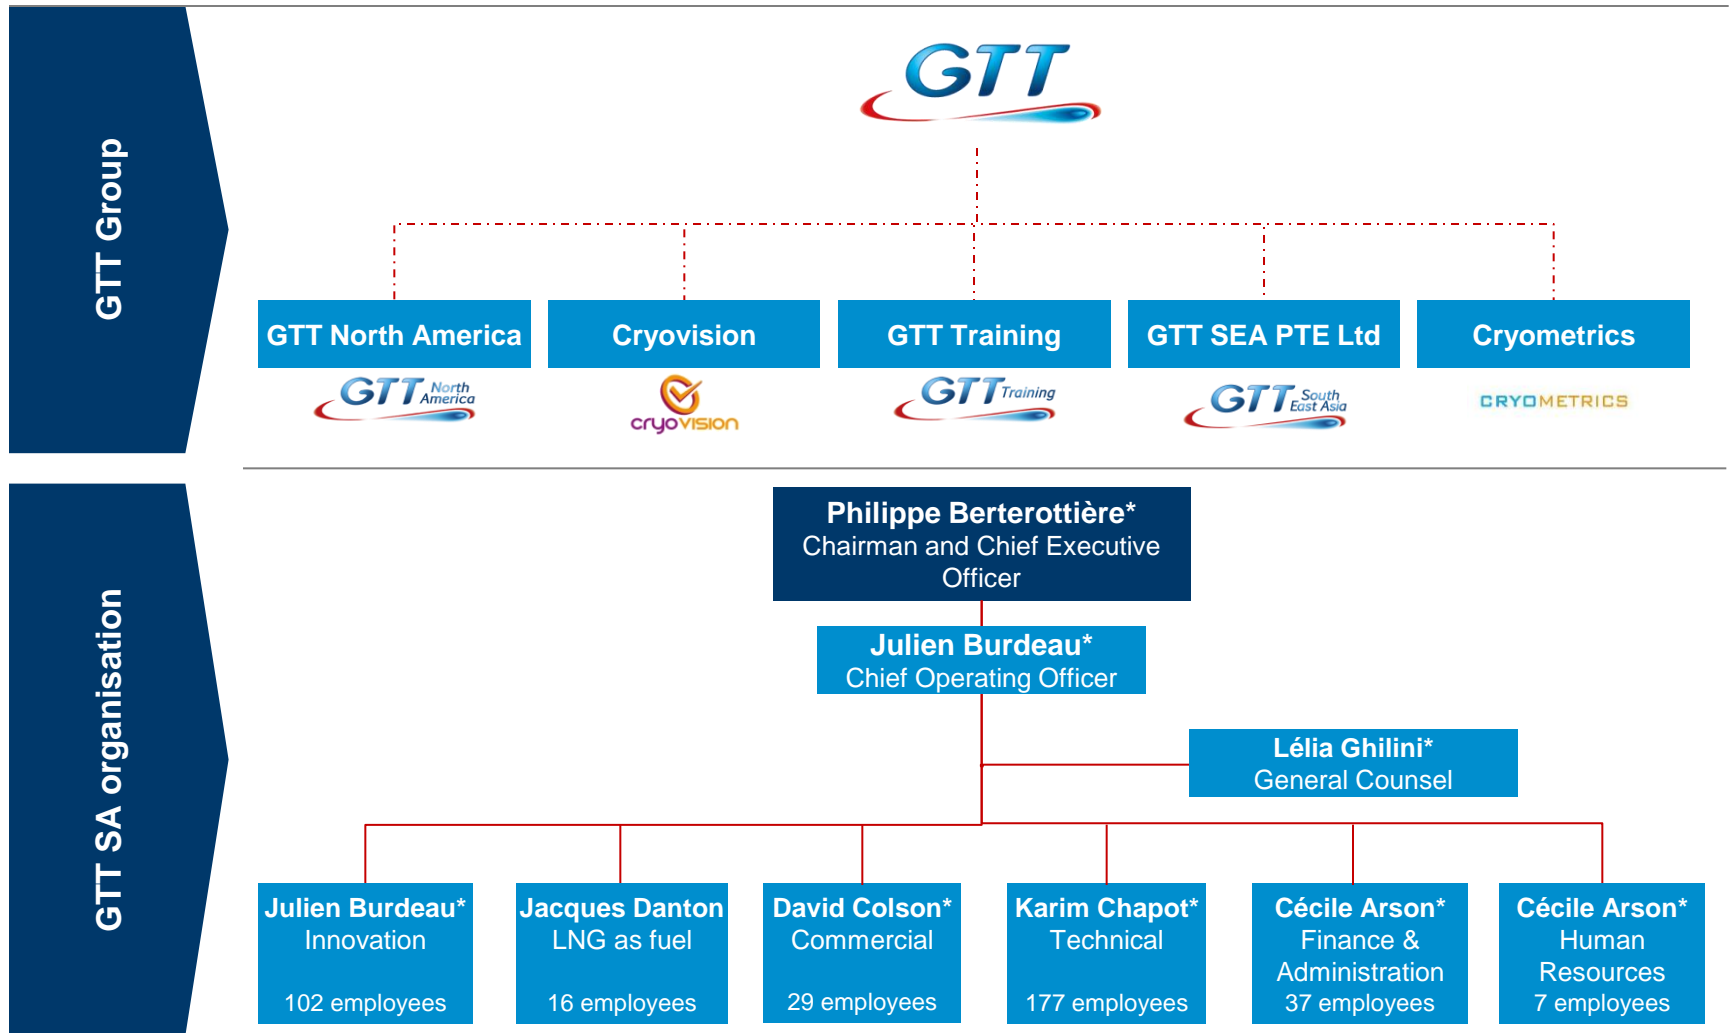 GTT Group
GTT
GTT North America
Cryovision
GTT Training
GTT SEA PTE Ltd
Cryometrics
GTT North
America
cryovision
GTT Training
GTT South
East Asia
CRYOMETRICS
GTT SA organisation
Philippe Berterottière*
Chairman and Chief Executive
Officer
Julien Burdeau*
Chief Operating Officer
Lélia Ghilini*
General Counsel
Julien Burdeau*
Innovation
102 employees
Jacques Danton
LNG as fuel
16 employees
David Colson*
Commercial
29 employees
Karim Chapot*
Technical
177 employees
Cécile Arson*
Finance &
Administration
37 employees
Cécile Arson*
Human
Resources
7 employees